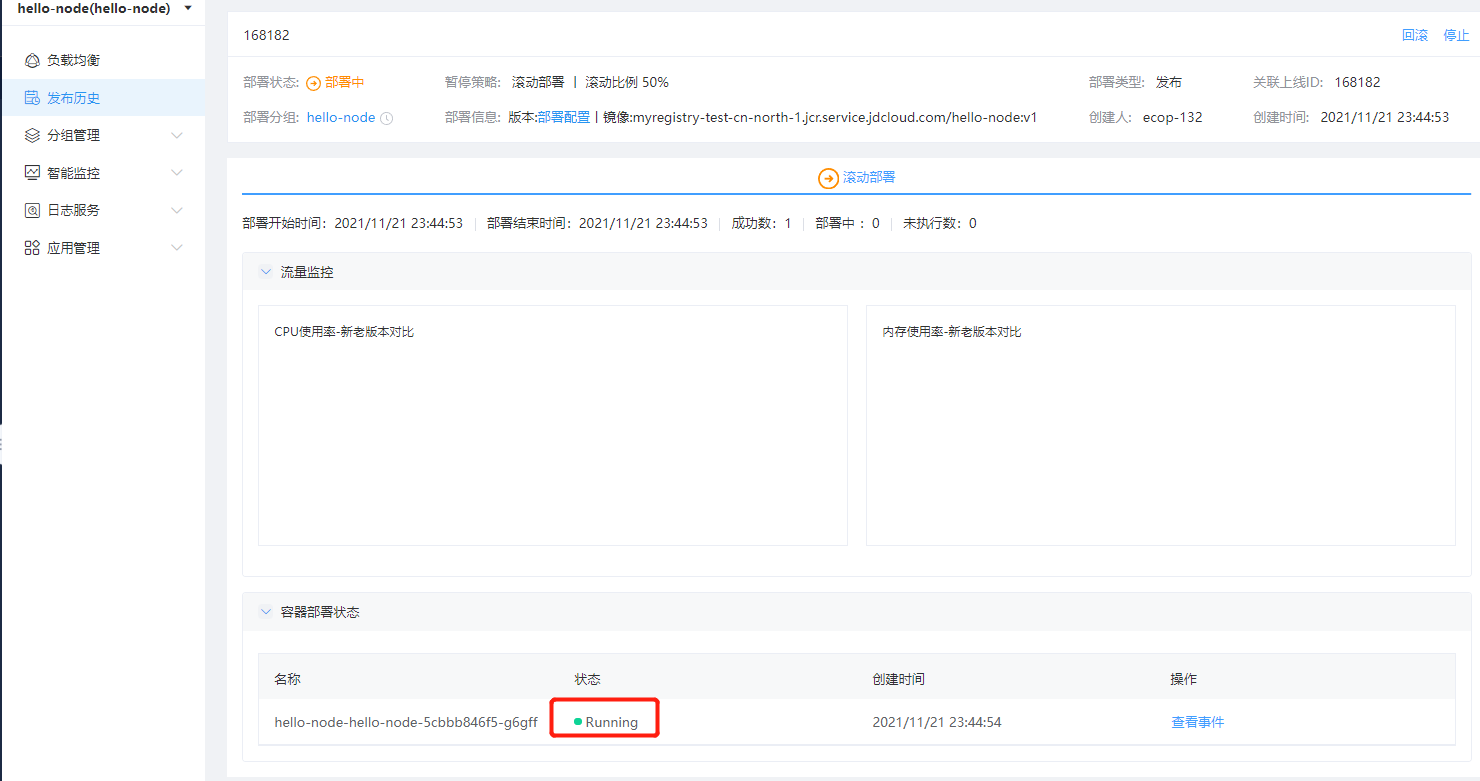 hello-node(hello-node)
负载均衡
发布历史
分组管理
智能监控
日志服务
应用管理
168182
回滚 停止
部署状态: 部署中 暂停策略: 滚动部署 | 滚动比例 50% 部署类型: 发布 关联上线ID: 168182
部署分组: hello-node 部署信息: 版本:部署配置 | 镜像:myregistry-test-cn-north-1.jcr.service.jdcloud.com/hello-node:v1 创建人: ecop-132 创建时间: 2021/11/21 23:44:53
滚动部署
部署开始时间: 2021/11/21 23:44:53 部署结束时间: 2021/11/21 23:44:53 成功数: 1 部署中 : 0 未执行数: 0
流量监控
CPU使用率-新老版本对比 内存使用率-新老版本对比
容器部署状态
名称 状态 创建时间 操作
hello-node-hello-node-5cbbb846f5-g6gff Running 2021/11/21 23:44:54 查看事件